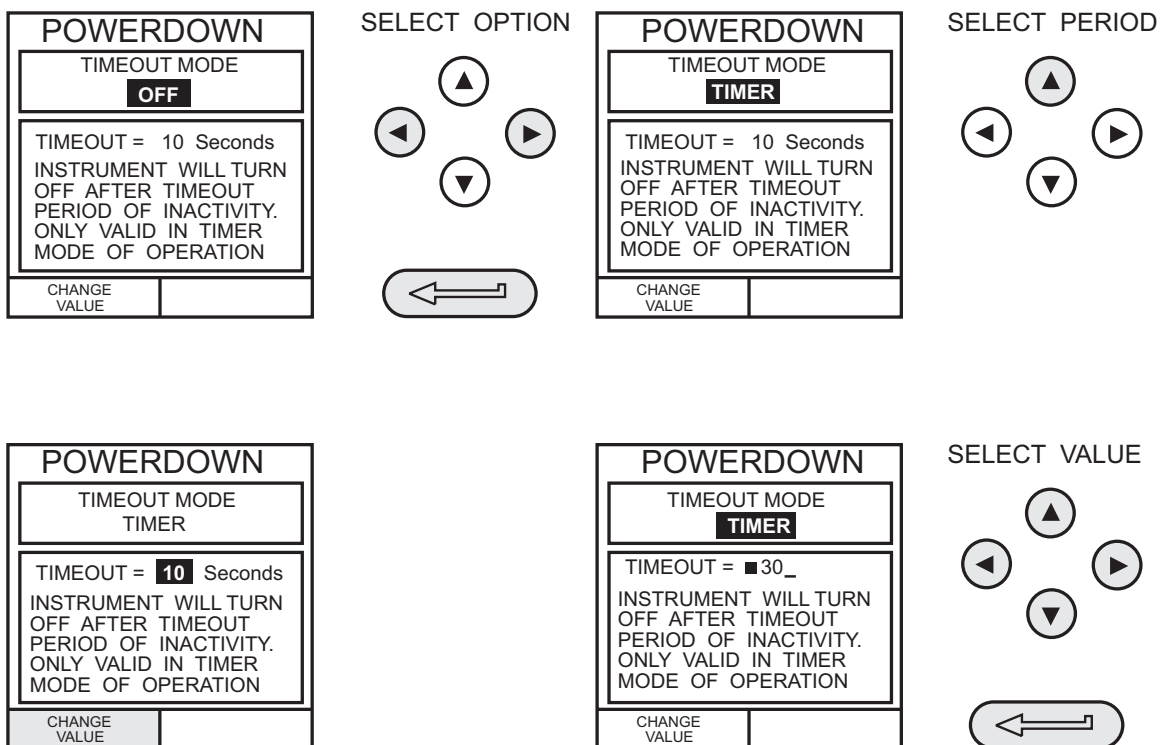 POWERDOWN
TIMEOUT MODE
OFF
TIMEOUT = 10 Seconds
INSTRUMENT WILL TURN
OFF AFTER TIMEOUT
PERIOD OF INACTIVITY.
ONLY VALID IN TIMER
MODE OF OPERATION
CHANGE
VALUE
SELECT OPTION
POWERDOWN
TIMEOUT MODE
TIMER
TIMEOUT = 10 Seconds
INSTRUMENT WILL TURN
OFF AFTER TIMEOUT
PERIOD OF INACTIVITY.
ONLY VALID IN TIMER
MODE OF OPERATION
CHANGE
VALUE
SELECT PERIOD
POWERDOWN
TIMEOUT MODE
TIMER
TIMEOUT = 10 Seconds
INSTRUMENT WILL TURN
OFF AFTER TIMEOUT
PERIOD OF INACTIVITY.
ONLY VALID IN TIMER
MODE OF OPERATION
CHANGE
VALUE
POWERDOWN
TIMEOUT MODE
TIMER
TIMEOUT = ■30_
INSTRUMENT WILL TURN
OFF AFTER TIMEOUT
PERIOD OF INACTIVITY.
ONLY VALID IN TIMER
MODE OF OPERATION
CHANGE
VALUE
SELECT VALUE